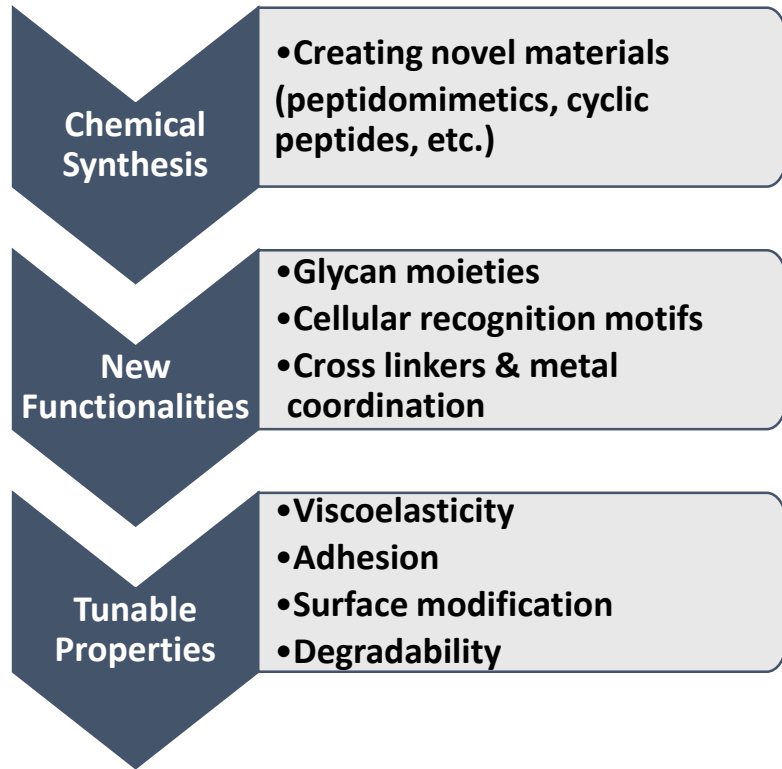 Chemical
Synthesis
•Creating novel materials
(peptidomimetics, cyclic
peptides, etc.)
New
Functionalities
•Glycan moieties
•Cellular recognition motifs
•Cross linkers & metal
coordination
Tunable
Properties
•Viscoelasticity
•Adhesion
•Surface modification
•Degradability